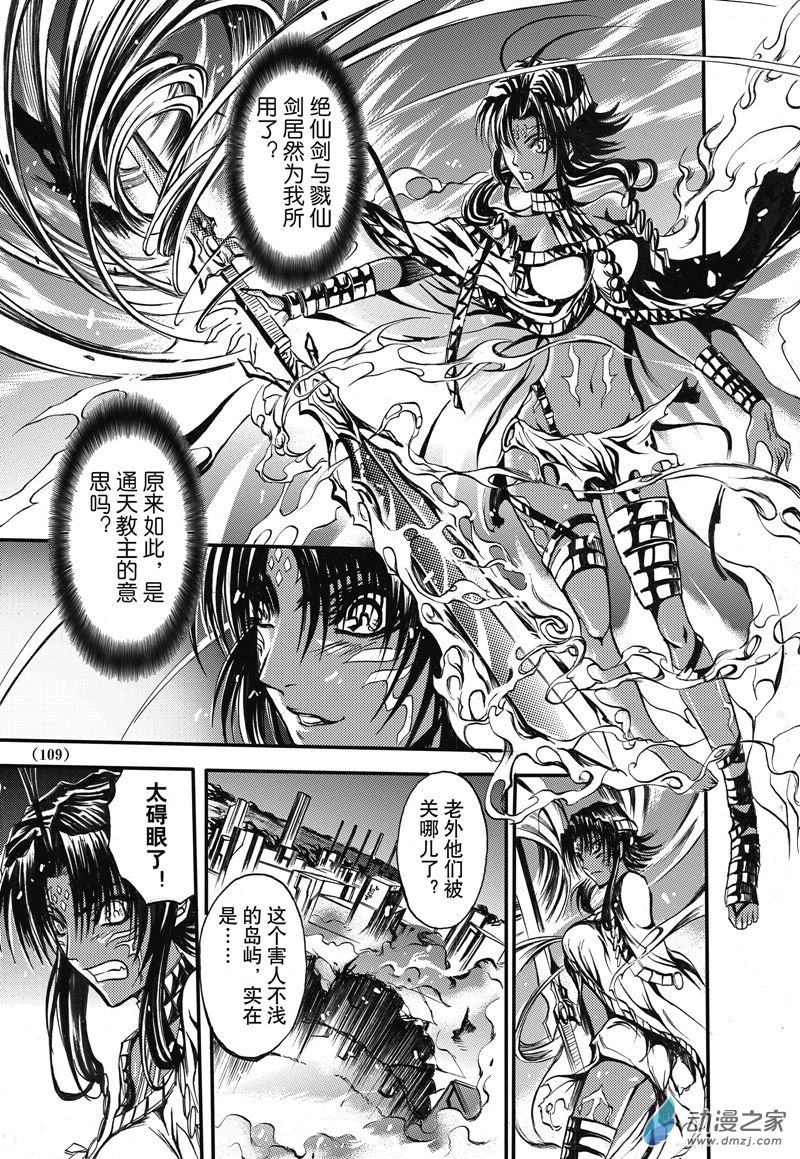 绝仙剑与戮仙
剑居然为我所
用了？
原来如此，是
通天教主的意
思吗？
（109）
老外他们被
关哪儿了？
这个害人不浅
的岛屿，实在
是……
太碍眼了！
动漫之家
www.dmzj.com